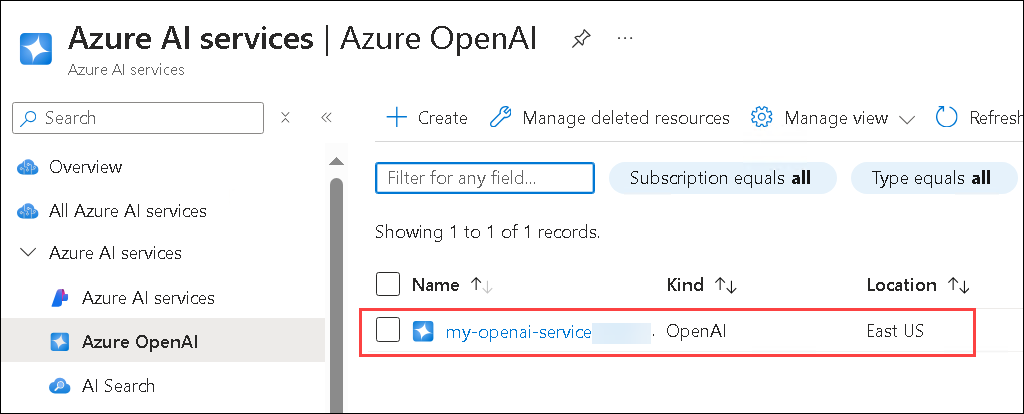 Azure AI services | Azure OpenAI
Azure AI services
Search
Overview
All Azure AI services
Azure AI services
Azure AI services
Azure OpenAI
AI Search
Create Manage deleted resources Manage view Refresh
Filter for any field... Subscription equals all Type equals all
Showing 1 to 1 of 1 records.
Name Kind Location
my-openai-service OpenAI East US